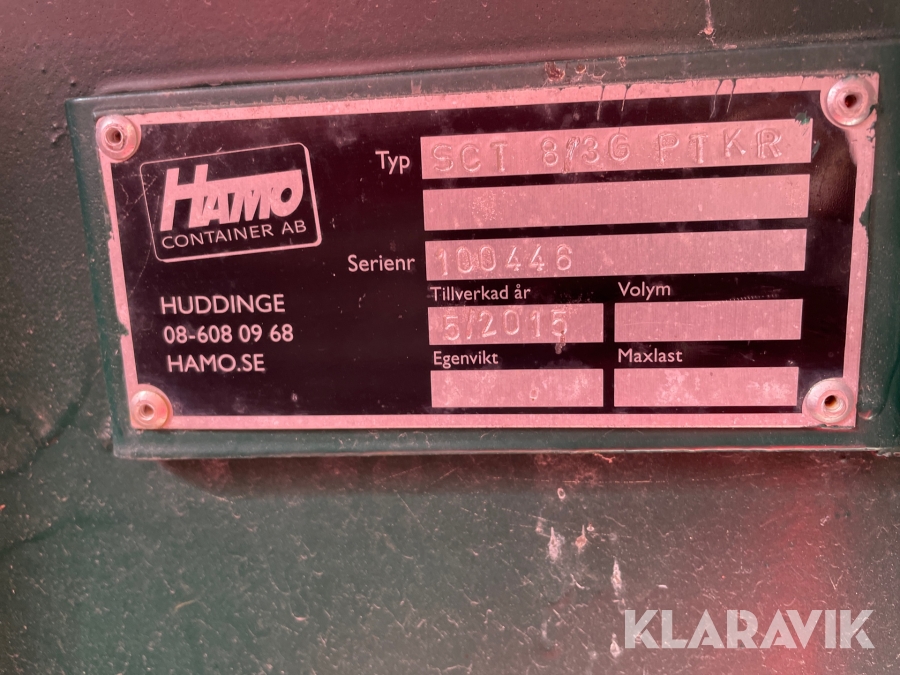 HAMO
CONTAINER AB
HUDDINGE
08-608 09 68
HAMO.SE
Typ SCT 8/3G PTKR
Serienr 100446
Tillverkad år Volym
5/2015
Egenvikt Maxlast
KLARAVIK